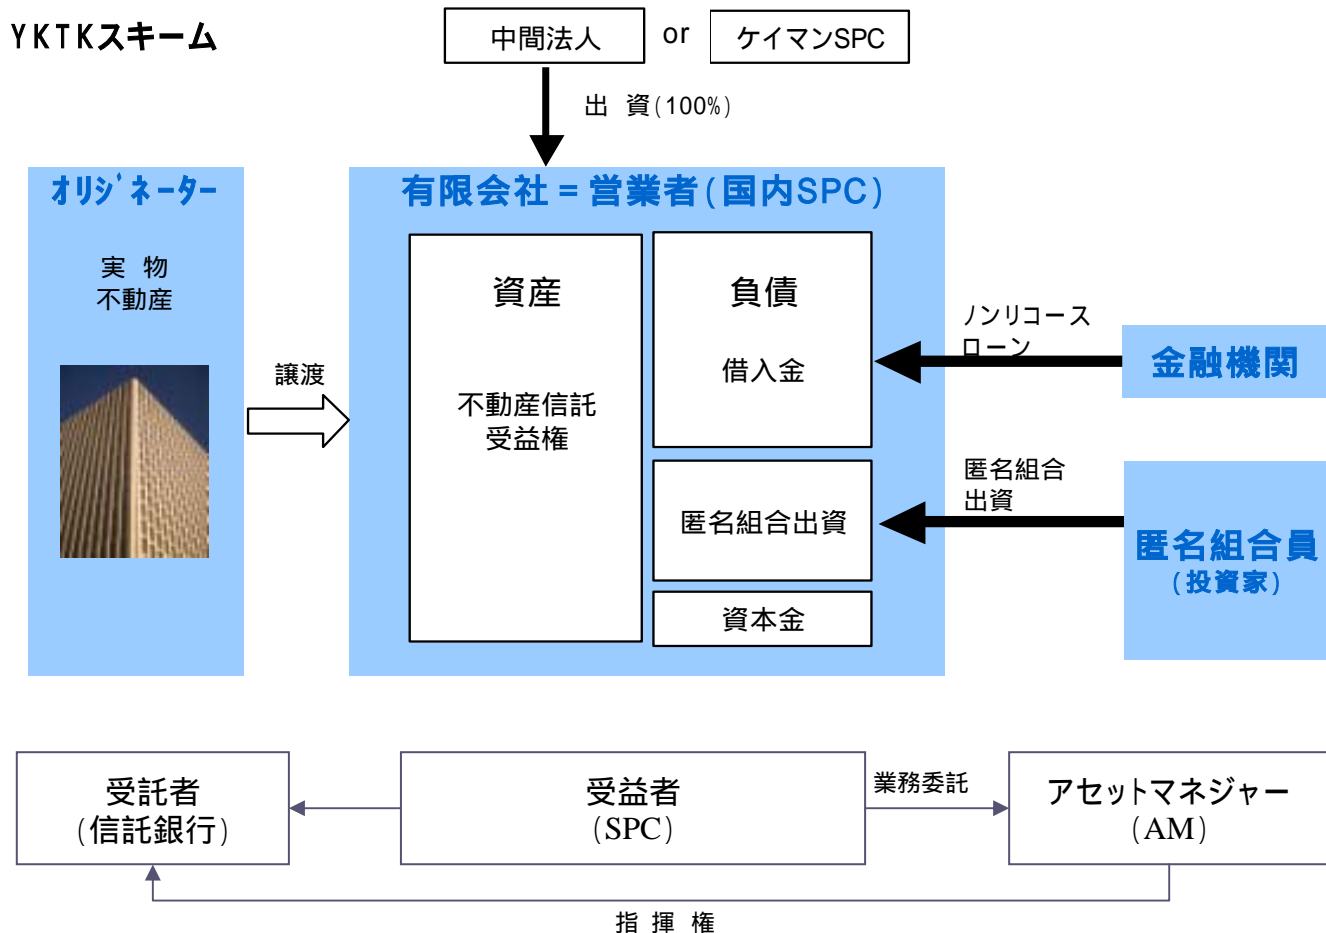 YKTKスキーム
中間法人
or
ケイマンSPC
出 資(100%)
オリジネーター
有限会社=営業者(国内SPC)
実 物
不動産
資産
負債
ノンリコース
ローン
金融機関
譲渡
借入金
不動産信託
受益権
匿名組合
出資
匿名組合出資
匿名組合員
(投資家)
資本金
受託者
(信託銀行)
受益者
(SPC)
業務委託
アセットマネジャー
(AM)
指 揮 権